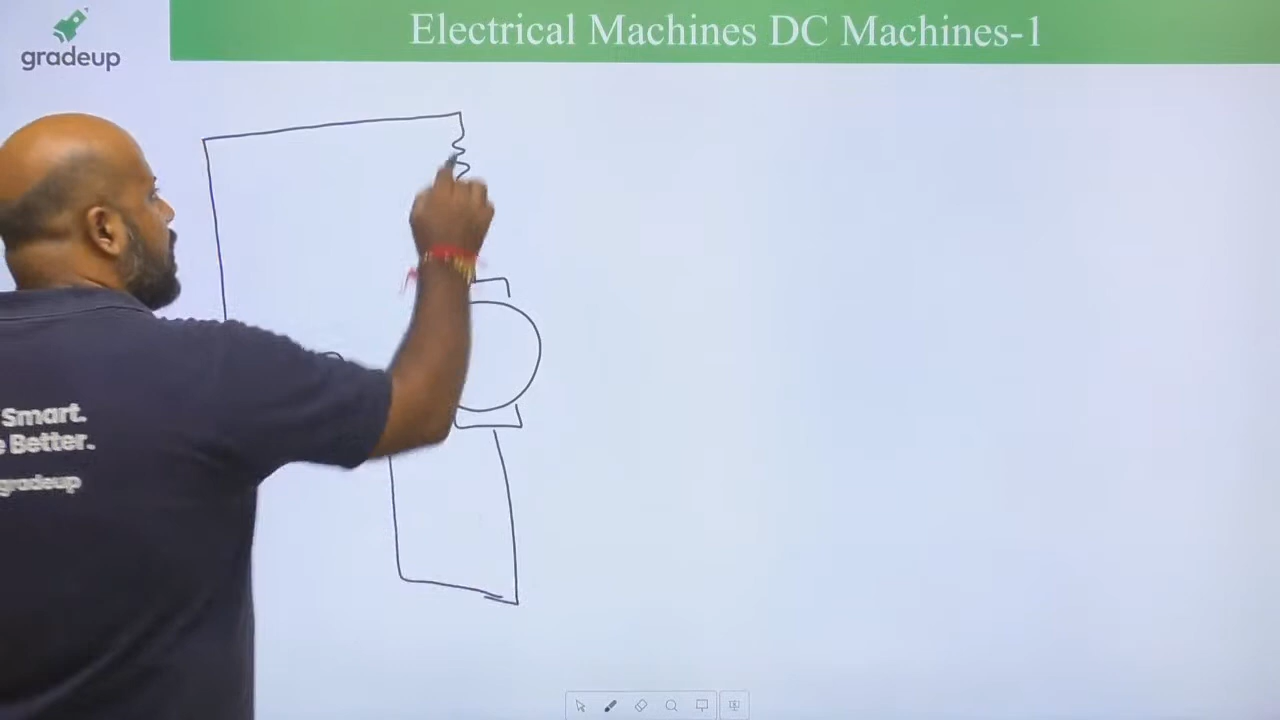 gradeup
Electrical Machines DC Machines-1
Smart.
Better.
gradeup